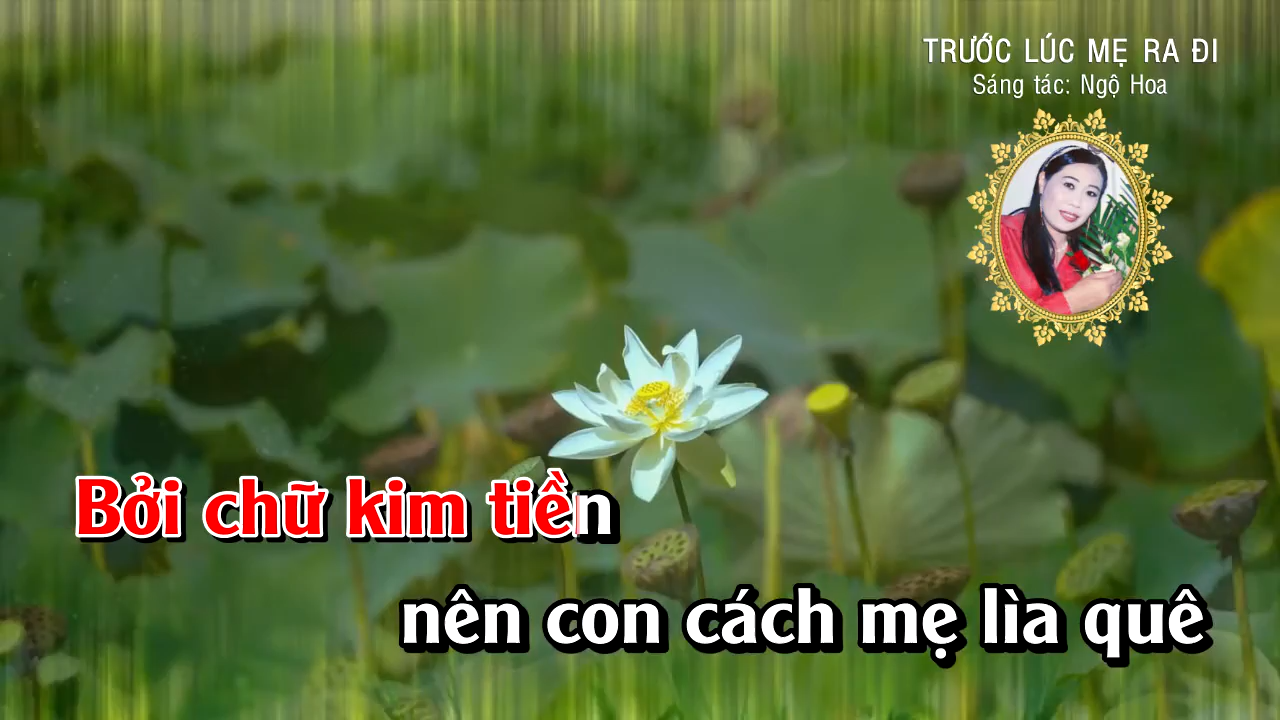 TRƯỚC LÚC MẸ RA ĐI
Sáng tác: Ngộ Hoa
Bởi chữ kim tiền
nên con cách mẹ lìa quê